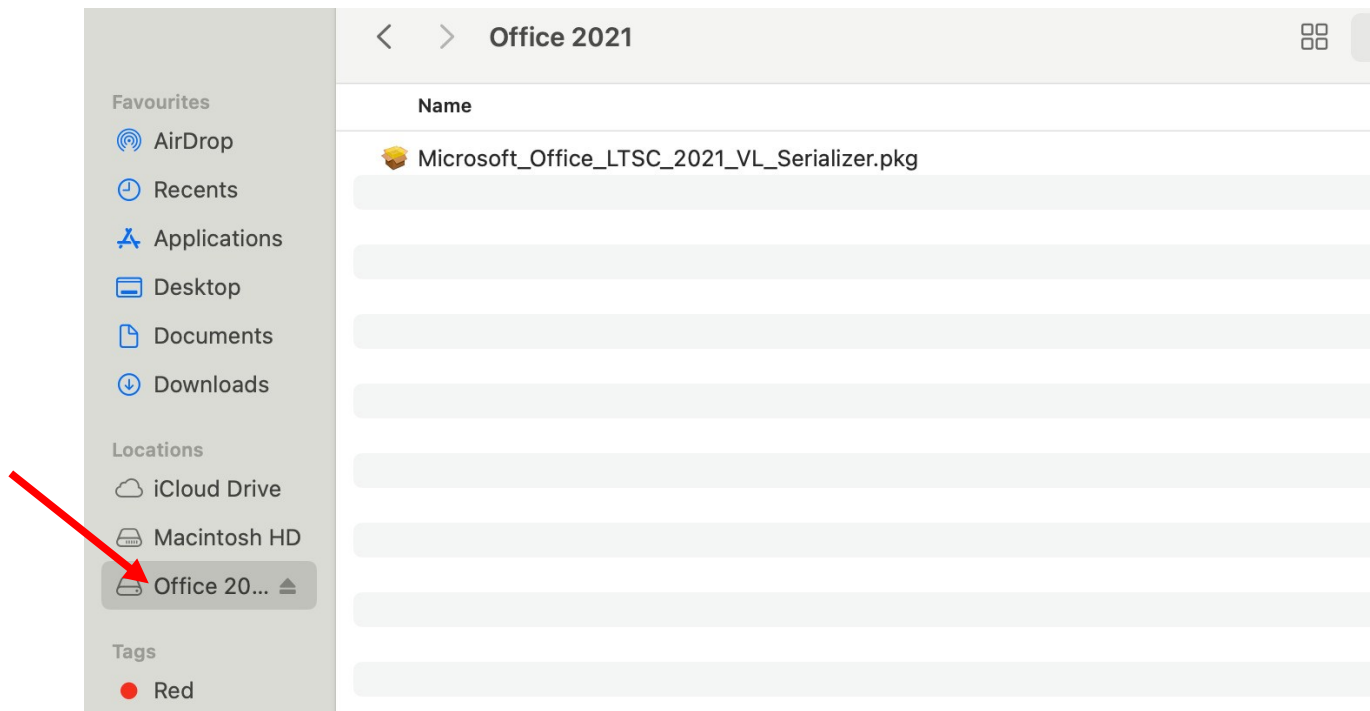 Office 2021
Favourites
AirDrop
Recents
Applications
Desktop
Documents
Downloads
Locations
iCloud Drive
Macintosh HD
Office 20...
Tags
Red
Name
Microsoft_Office_LTSC_2021_VL_Serializer.pkg